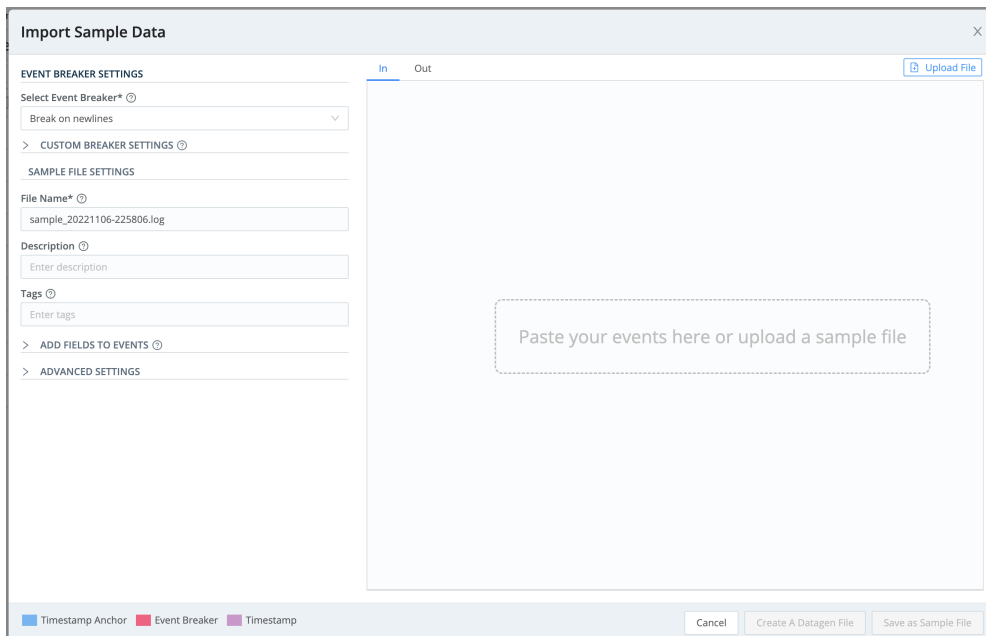 Import Sample Data
EVENT BREAKER SETTINGS
Select Event Breaker*
Break on newlines
CUSTOM BREAKER SETTINGS
SAMPLE FILE SETTINGS
File Name*
sample_20221106-225806.log
Description
Enter description
Tags
Enter tags
ADD FIELDS TO EVENTS
ADVANCED SETTINGS
In Out
Upload File
Paste your events here or upload a sample file
Timestamp Anchor Event Breaker Timestamp
Cancel Create A Datagen File Save as Sample File